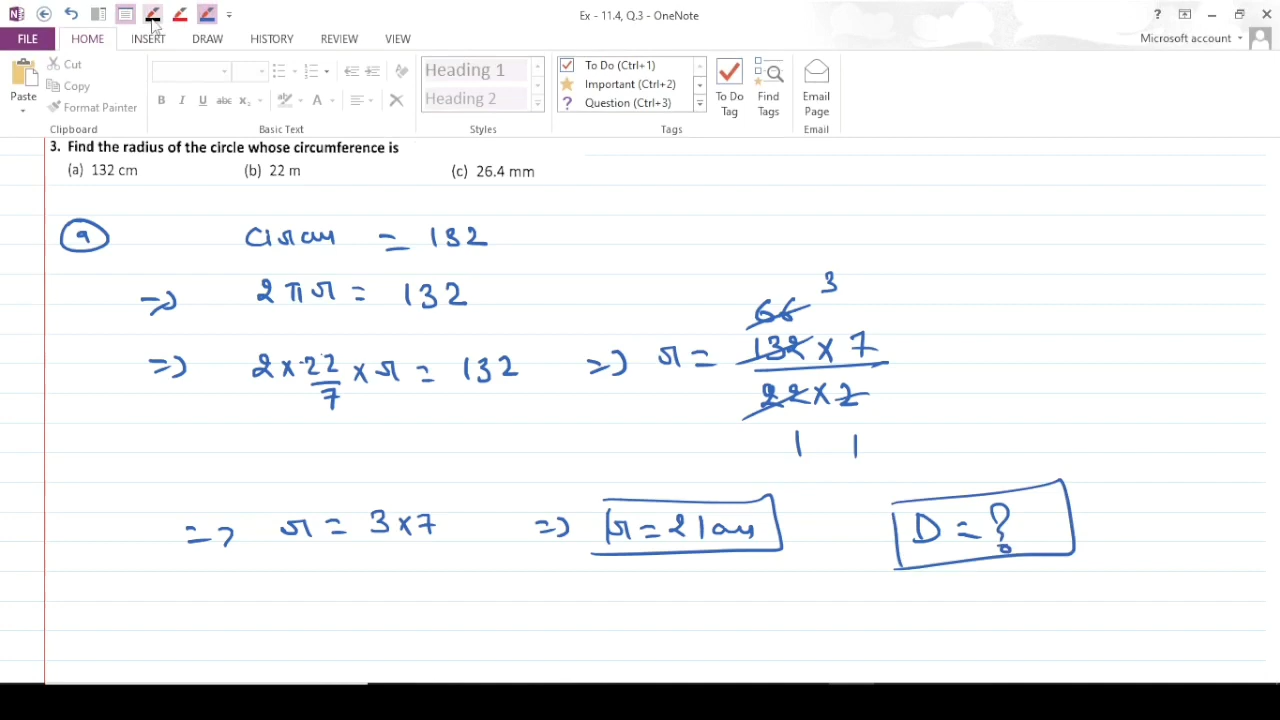 Ex - 11.4, Q.3 - OneNote
?
FILE HOME INSERT DRAW HISTORY REVIEW VIEW
Microsoft account
Paste
Cut
Copy
Format Painter
B I U abc X₂ A
Heading 1
Heading 2
To Do (Ctrl+1)
Important (Ctrl+2)
? Question (Ctrl+3)
To Do Tag
Find Tags
Email Page
Clipboard Basic Text Styles Tags Email
3. Find the radius of the circle whose circumference is
(a) 132 cm (b) 22 m (c) 26.4 mm
a
Circum = 132
=> 2πr = 132
3
66
=> 2 × 22/7 × r = 132 => r = 132 × 7
22 × 2
1 1
=> r = 3 × 7 => r = 21 cm D = ?